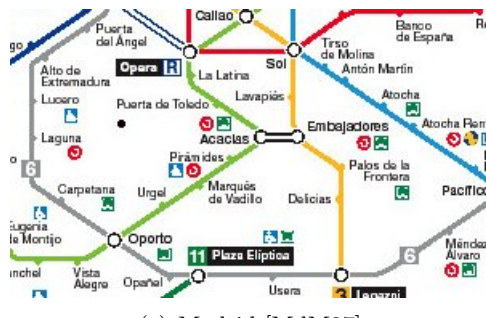 Callao
Puerta
del Ángel
Banco
de España
Tirso
de Molina
Sol
Opera R
La Latina
Antón Martín
Alto de
Extremadura
Lucero
Puerta de Toledo
Lavapiés
Atocha
Laguna
Acacias
Embajadores
Atocha Ren
Pirámides
6
Palos de la
Frontera
Carpetana
Urgel
Marqués
de Vadillo
Delicias
Pacífico
Eugenia
de Montijo
Oporto
11 Plaza Elíptica
6
Méndez
Álvaro
Vista
Alegre
Opañel
Usera
3 Legazpi